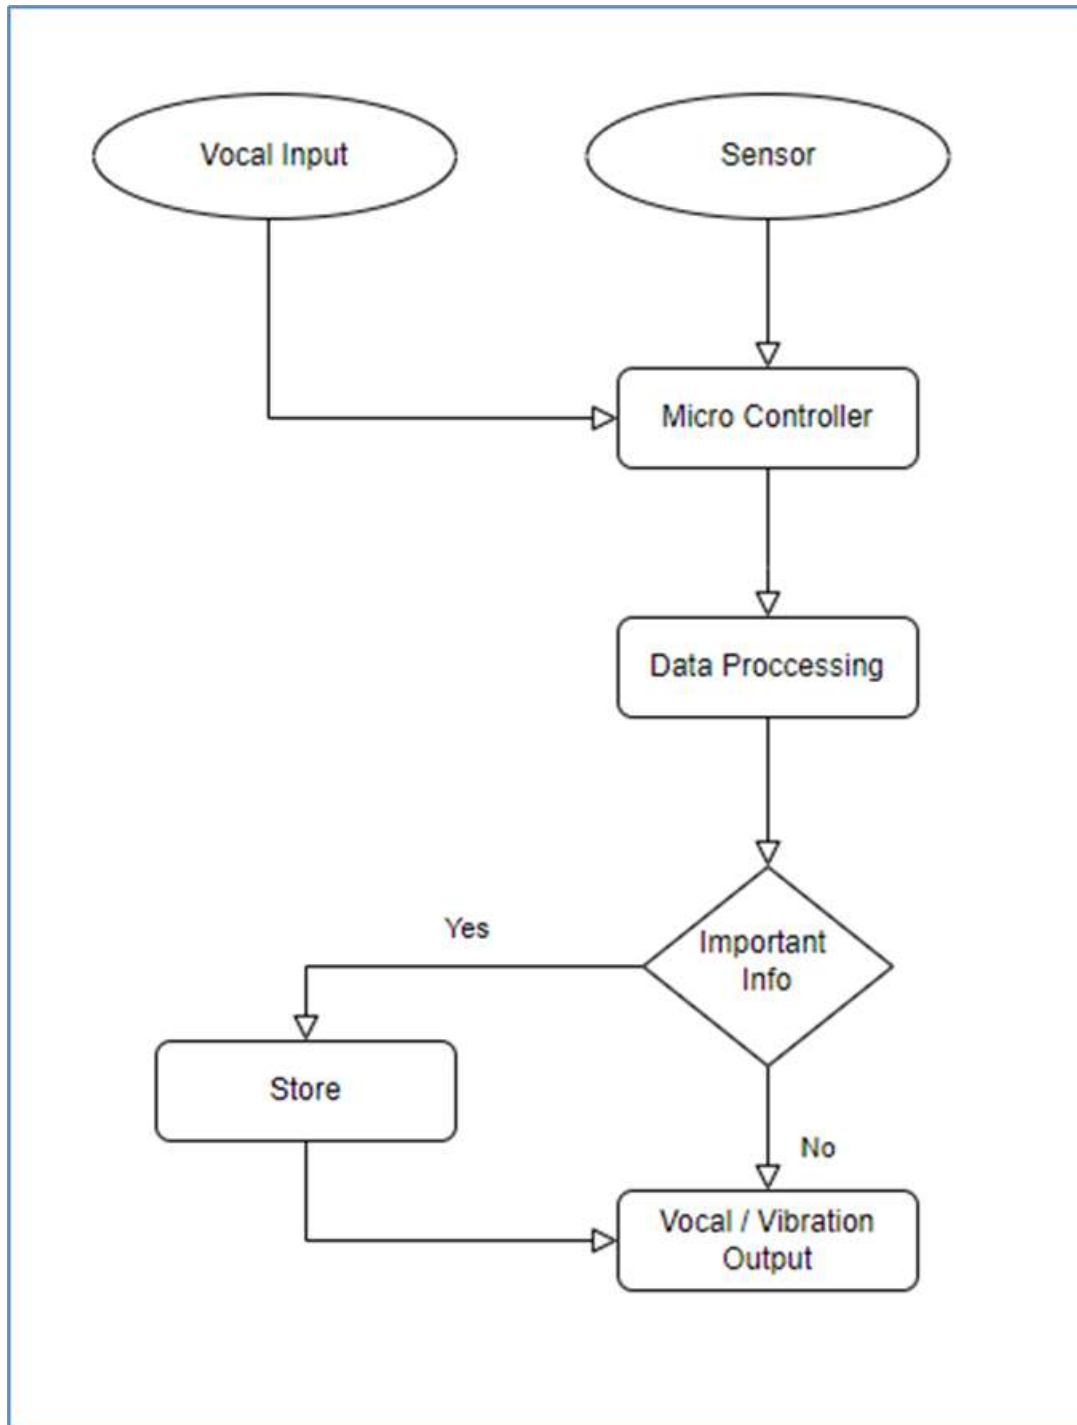 Vocal Input
Sensor
Micro Controller
Data Proccessing
Important
Info
Yes
Store
No
Vocal / Vibration
Output